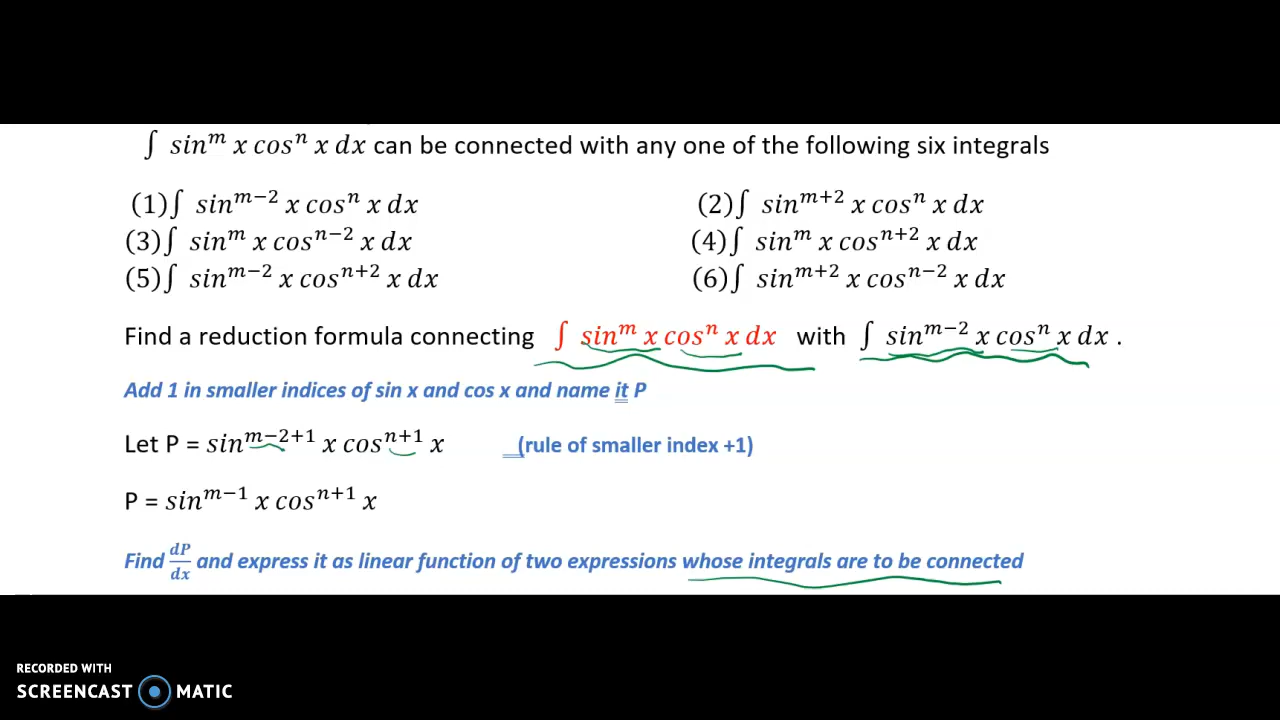 ∫ sin^m x cos^n x dx can be connected with any one of the following six integrals
(1)∫ sin^{m−2} x cos^n x dx (2)∫ sin^{m+2} x cos^n x dx
(3)∫ sin^m x cos^{n−2} x dx (4)∫ sin^m x cos^{n+2} x dx
(5)∫ sin^{m−2} x cos^{n+2} x dx (6)∫ sin^{m+2} x cos^{n−2} x dx
Find a reduction formula connecting ∫ sin^m x cos^n x dx with ∫ sin^{m−2} x cos^n x dx .
Add 1 in smaller indices of sin x and cos x and name it P
Let P = sin^{m−2+1} x cos^{n+1} x (rule of smaller index +1)
P = sin^{m−1} x cos^{n+1} x
Find dP/dx and express it as linear function of two expressions whose integrals are to be connected
RECORDED WITH
SCREENCAST MATIC